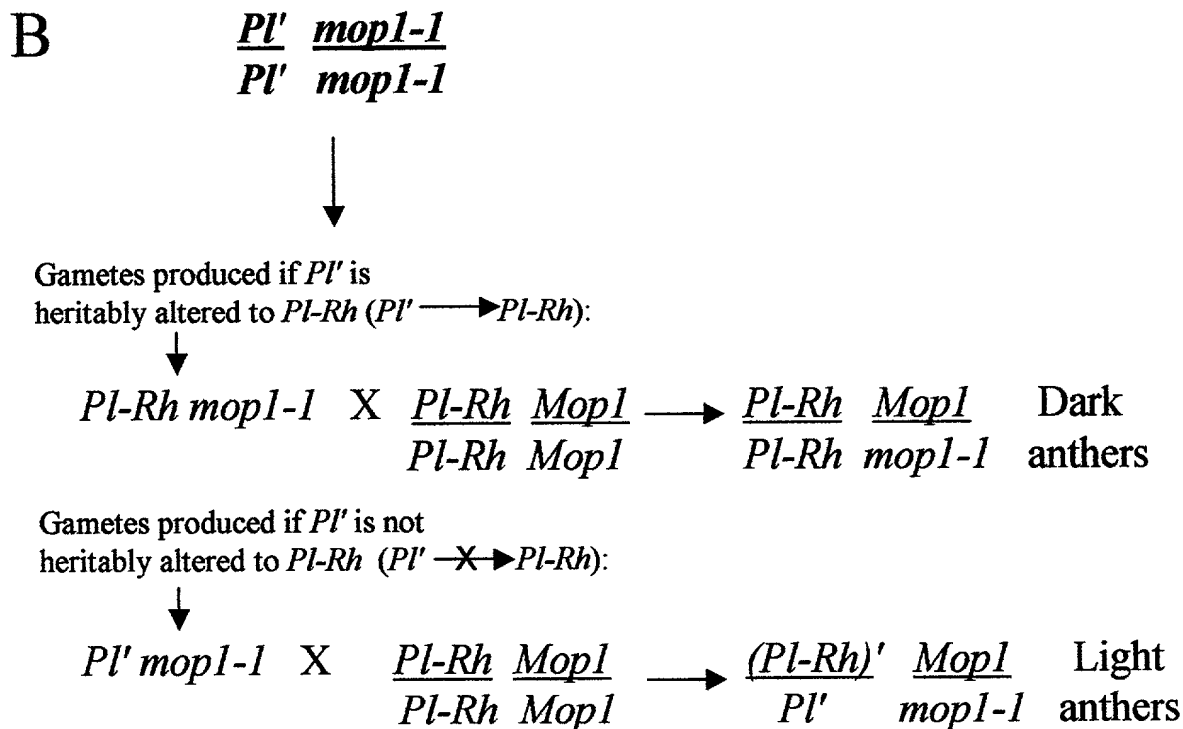 B
Pl' mop1-1
Pl' mop1-1
Gametes produced if Pl' is
heritably altered to Pl-Rh (Pl' → Pl-Rh):
Pl-Rh mop1-1 X Pl-Rh Mop1 → Pl-Rh Mop1 Dark
Pl-Rh Mop1 Pl-Rh mop1-1 anthers
Gametes produced if Pl' is not
heritably altered to Pl-Rh (Pl' X→ Pl-Rh):
Pl' mop1-1 X Pl-Rh Mop1 → (Pl-Rh)' Mop1 Light
Pl-Rh Mop1 Pl' mop1-1 anthers